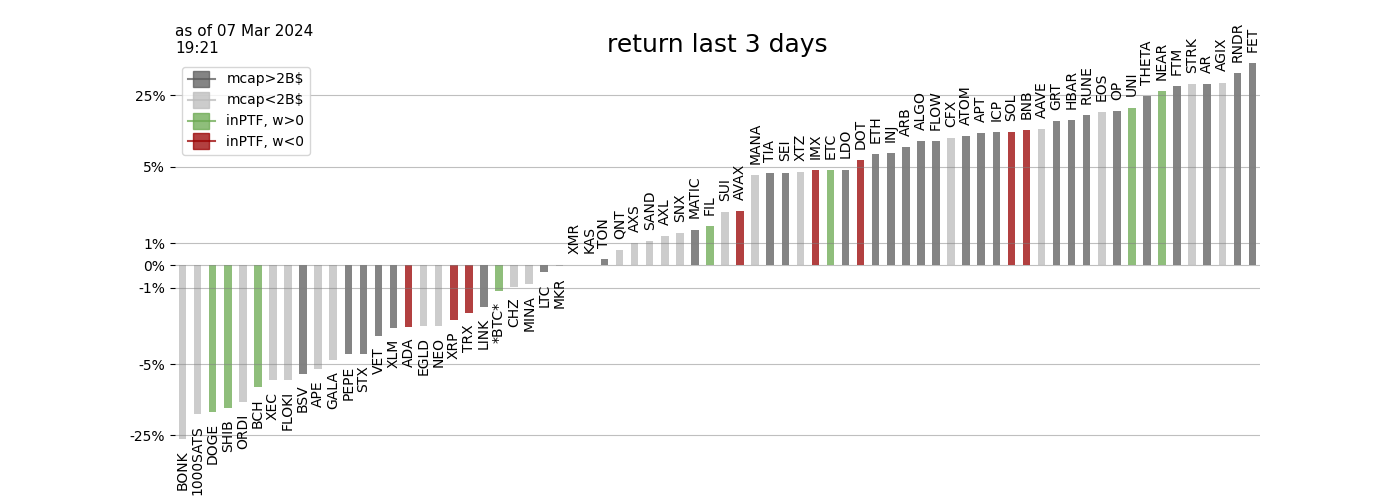 as of 07 Mar 2024
19:21
return last 3 days
mcap>2B$
mcap<2B$
inPTF, w>0
inPTF, w<0
25%
5%
1%
0%
-1%
-5%
-25%
BONK
1000SATS
DOGE
SHIB
ORDI
BCH
XEC
FLOKI
BSV
APE
GALA
PEPE
STX
VET
XLM
ADA
EGLD
NEO
XRP
TRX
LINK
*BTC*
CHZ
MINA
LTC
MKR
XMR
KAS
TON
QNT
AXS
SAND
AXL
SNX
MATIC
FIL
SUI
AVAX
MANA
TIA
SEI
XTZ
IMX
ETC
LDO
DOT
ETH
INJ
ARB
ALGO
FLOW
CFX
ATOM
APT
ICP
SOL
BNB
AAVE
GRT
HBAR
RUNE
EOS
OP
UNI
THETA
NEAR
FTM
STRK
AR
AGIX
RNDR
FET